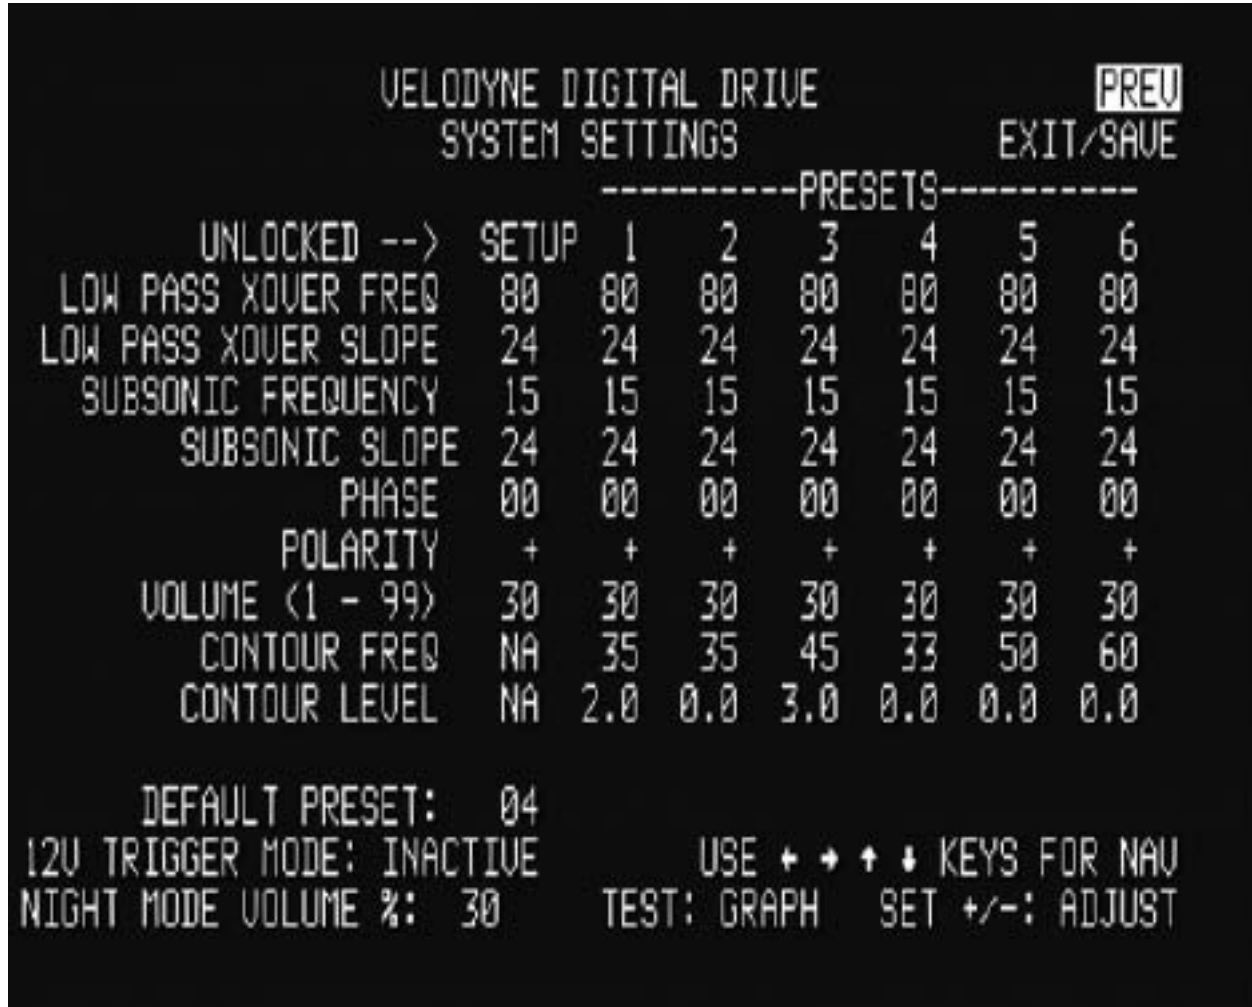 VELODYNE DIGITAL DRIVE PREV
SYSTEM SETTINGS EXIT/SAVE
----------PRESETS----------
UNLOCKED --> SETUP 1 2 3 4 5 6
LOW PASS XOVER FREQ 80 80 80 80 80 80 80
LOW PASS XOVER SLOPE 24 24 24 24 24 24 24
SUBSONIC FREQUENCY 15 15 15 15 15 15 15
SUBSONIC SLOPE 24 24 24 24 24 24 24
PHASE 00 00 00 00 00 00 00
POLARITY + + + + + + +
VOLUME (1 - 99) 30 30 30 30 30 30 30
CONTOUR FREQ NA 35 35 45 33 50 60
CONTOUR LEVEL NA 2.0 0.0 3.0 0.0 0.0 0.0
DEFAULT PRESET: 04
12V TRIGGER MODE: INACTIVE USE ← → ↑ ↓ KEYS FOR NAV
NIGHT MODE VOLUME %: 30 TEST: GRAPH SET +/-: ADJUST